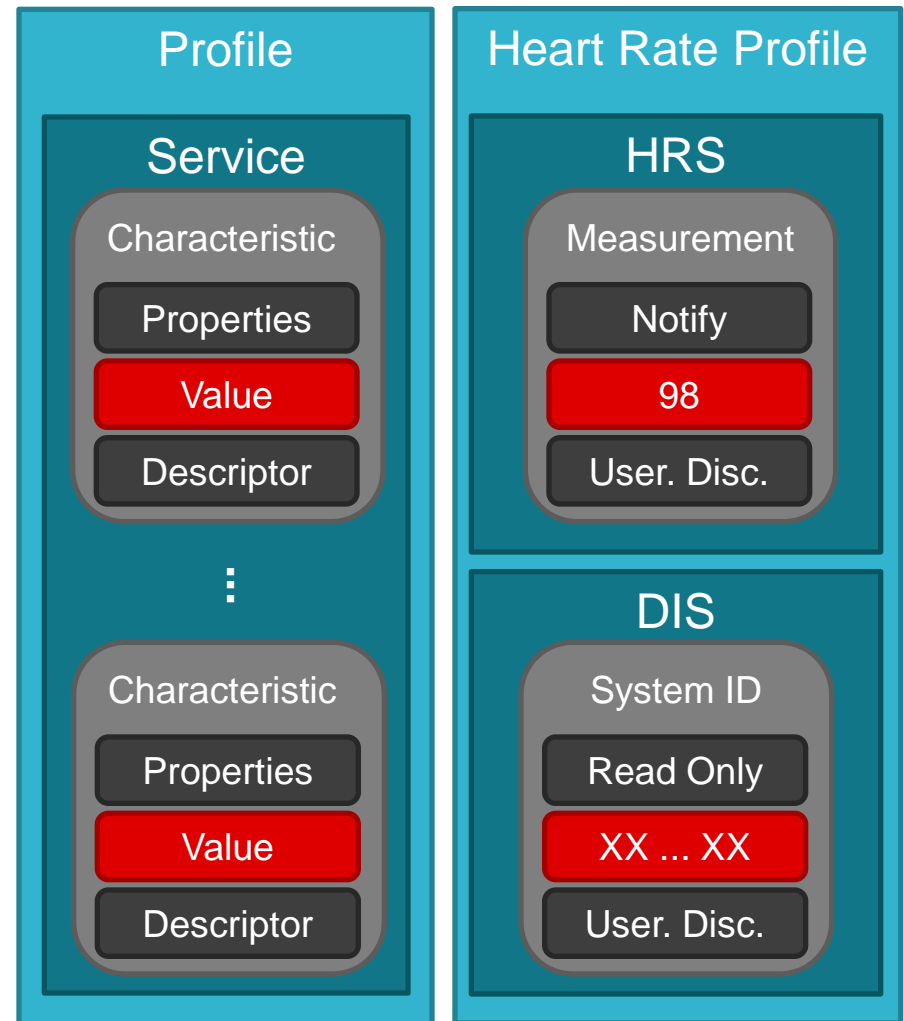 Profile
Service
Characteristic
Properties
Value
Descriptor
...
Characteristic
Properties
Value
Descriptor
Heart Rate Profile
HRS
Measurement
Notify
98
User. Disc.
DIS
System ID
Read Only
XX ... XX
User. Disc.